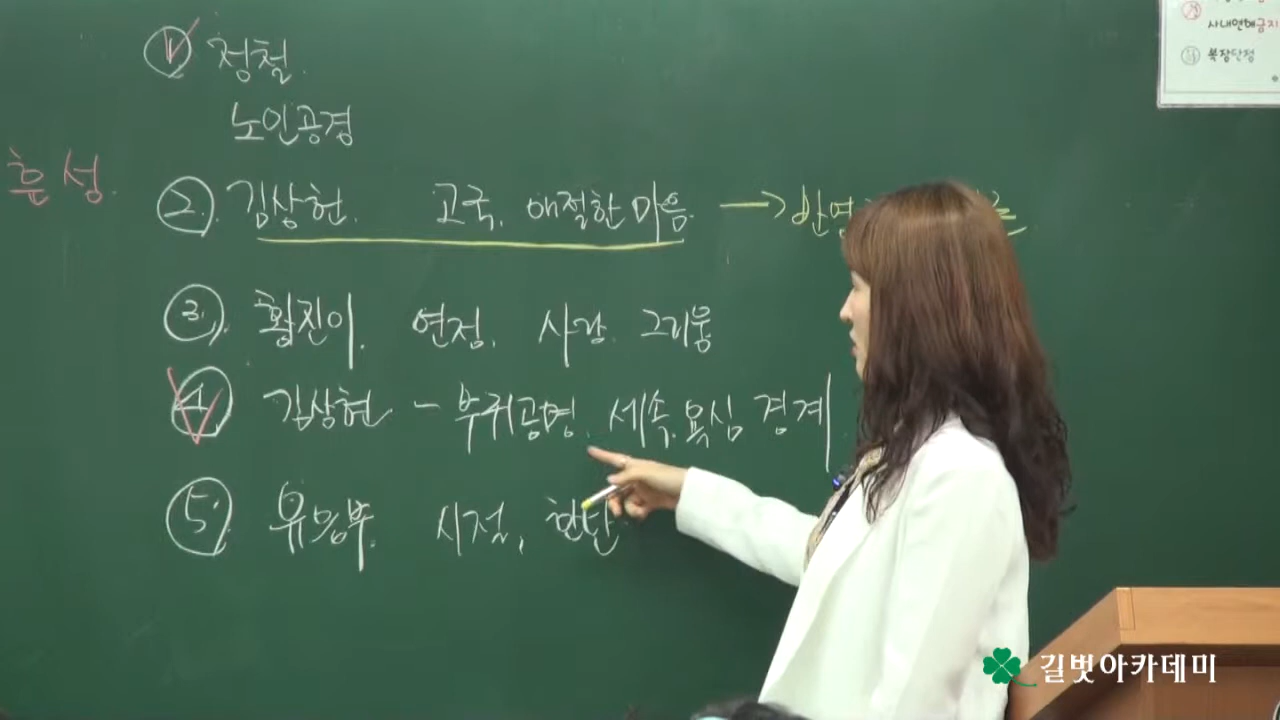 사내연애금지
복장단정
① 정철.
노인공경
훈성.
②. 김상헌. 고국. 애절한 마음. →
③. 황진이. 연정. 사랑. 그리움
④ 김상헌 - 부귀공명. 세속. 욕심 경계.
⑤. 유응부. 시절, 한탄
길벗아카데미